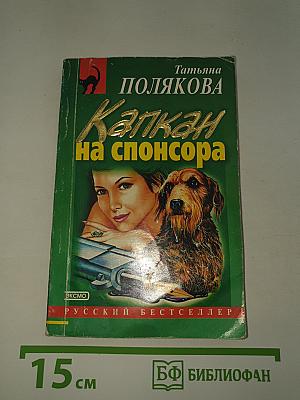 Татьяна
ПОЛЯКОВА
Капкан
на спонсора
ЭКСМО
РУССКИЙ БЕСТСЕЛЛЕР
15 см
БФ БИБЛИОФАН